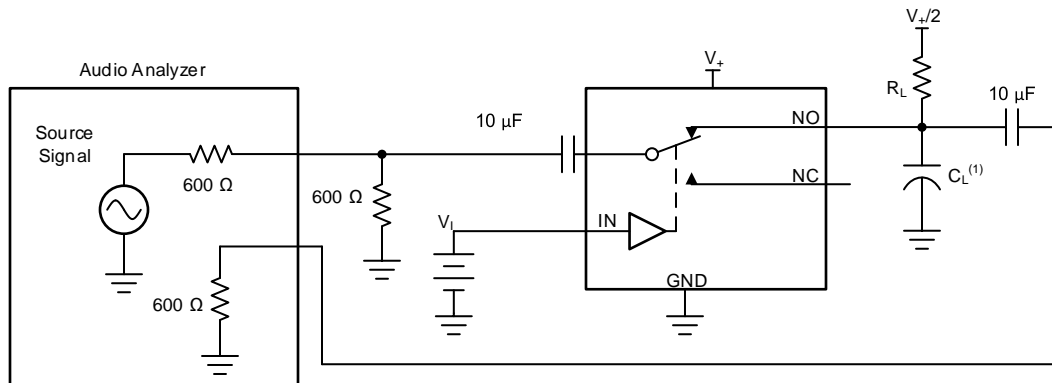 V+/2
Audio Analyzer
V+
RL
10 µF
Source
Signal
10 µF
NO
600 Ω
600 Ω
NC
CL(1)
VI
IN
GND
600 Ω